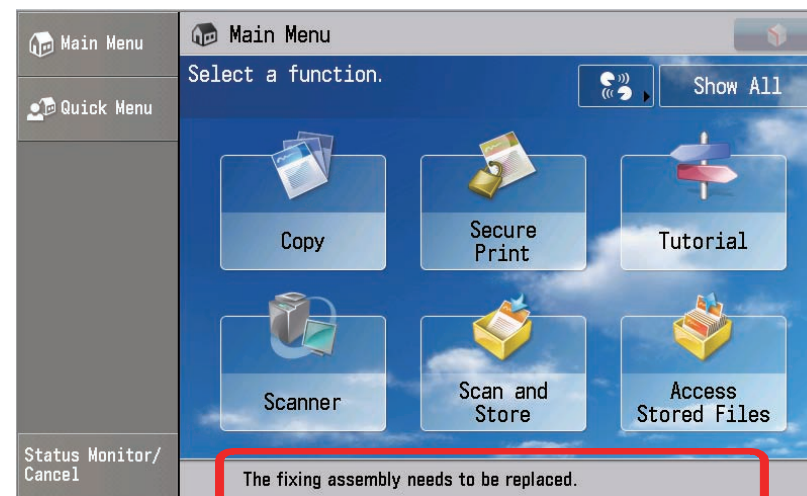 Main Menu
Quick Menu
Status Monitor/
Cancel
Main Menu
Select a function.
Show All
Copy
Secure
Print
Tutorial
Scanner
Scan and
Store
Access
Stored Files
The fixing assembly needs to be replaced.